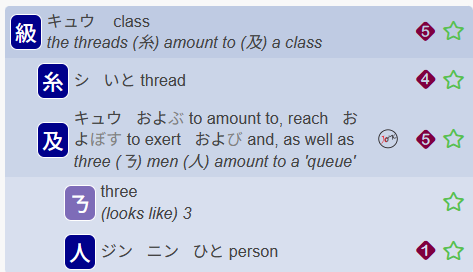 級 キュウ class 5
the threads (糸) amount to (及) a class
糸 シ いと thread 4
キュウ およぶ to amount to, reach お
及 よぼす to exert および and, as well as 5
three (㇋) men (人) amount to a 'queue'
three
㇋ (looks like) 3
人 ジン ニン ひと person 1